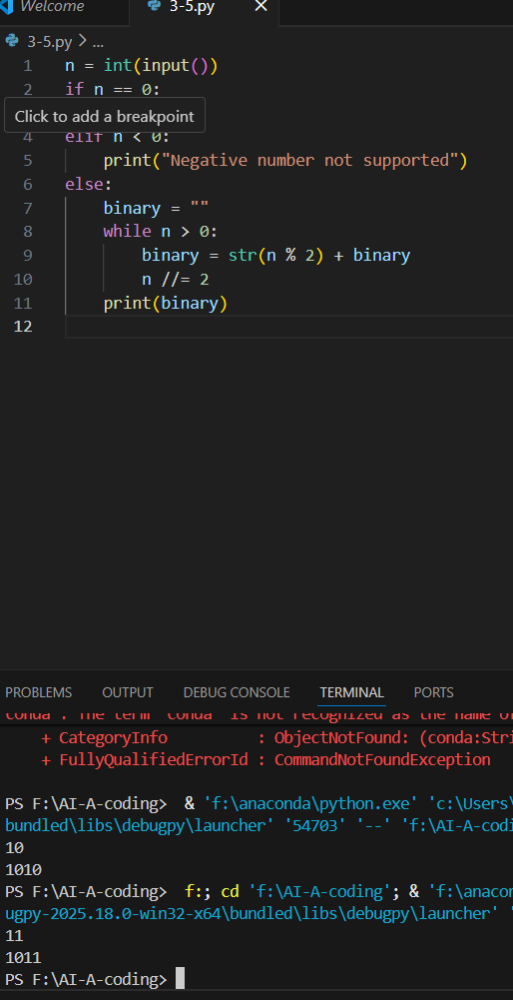 Welcome
3-5.py
3-5.py > ...
1 n = int(input())
2 if n == 0:
Click to add a breakpoint
4 elif n < 0:
5     print("Negative number not supported")
6 else:
7     binary = ""
8     while n > 0:
9         binary = str(n % 2) + binary
10         n //= 2
11     print(binary)
12
PROBLEMS OUTPUT DEBUG CONSOLE TERMINAL PORTS
conda : The term 'conda' is not recognized as the name of
    + CategoryInfo          : ObjectNotFound: (conda:Stri
    + FullyQualifiedErrorId : CommandNotFoundException
PS F:\AI-A-coding>  & 'f:\anaconda\python.exe' 'c:\Users\
bundled\libs\debugpy\launcher' '54703' '--' 'f:\AI-A-codi
10
1010
PS F:\AI-A-coding>  f:; cd 'f:\AI-A-coding'; & 'f:\anacon
ugpy-2025.18.0-win32-x64\bundled\libs\debugpy\launcher' '
11
1011
PS F:\AI-A-coding>